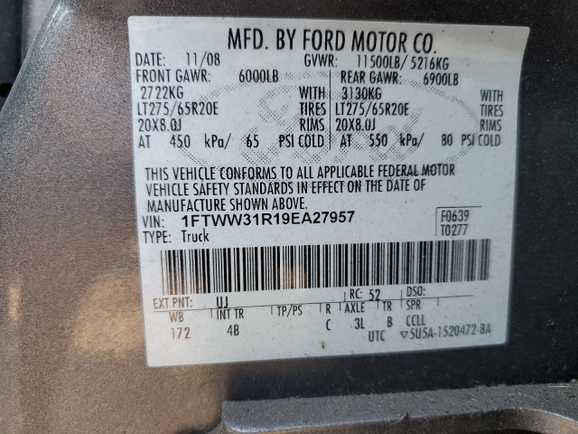 MFD. BY FORD MOTOR CO.
DATE: 11/08 GVWR: 11500LB/ 5216KG
FRONT GAWR: 6000LB REAR GAWR: 6900LB
2722KG WITH 3130KG WITH
LT275/65R20E TIRES LT275/65R20E TIRES
20X8.0J RIMS 20X8.0J RIMS
AT 450 kPa/ 65 PSI COLD AT 550 kPa/ 80 PSI COLD
THIS VEHICLE CONFORMS TO ALL APPLICABLE FEDERAL MOTOR
VEHICLE SAFETY STANDARDS IN EFFECT ON THE DATE OF
MANUFACTURE SHOWN ABOVE.
VIN: 1FTWW31R19EA27957 F0639
TYPE: Truck T0277
EXT PNT: UJ RC: 52 DSO:
WB INT TR TP/PS R AXLE TR SPR
172 4B C 3L B CCLL
UTC ▽5U5A-1520472-BA